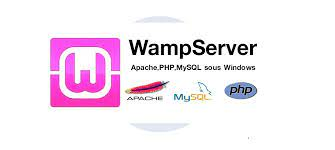 WampServer
Apache,PHP,MySQL sous Windows
APACHE MySQL php